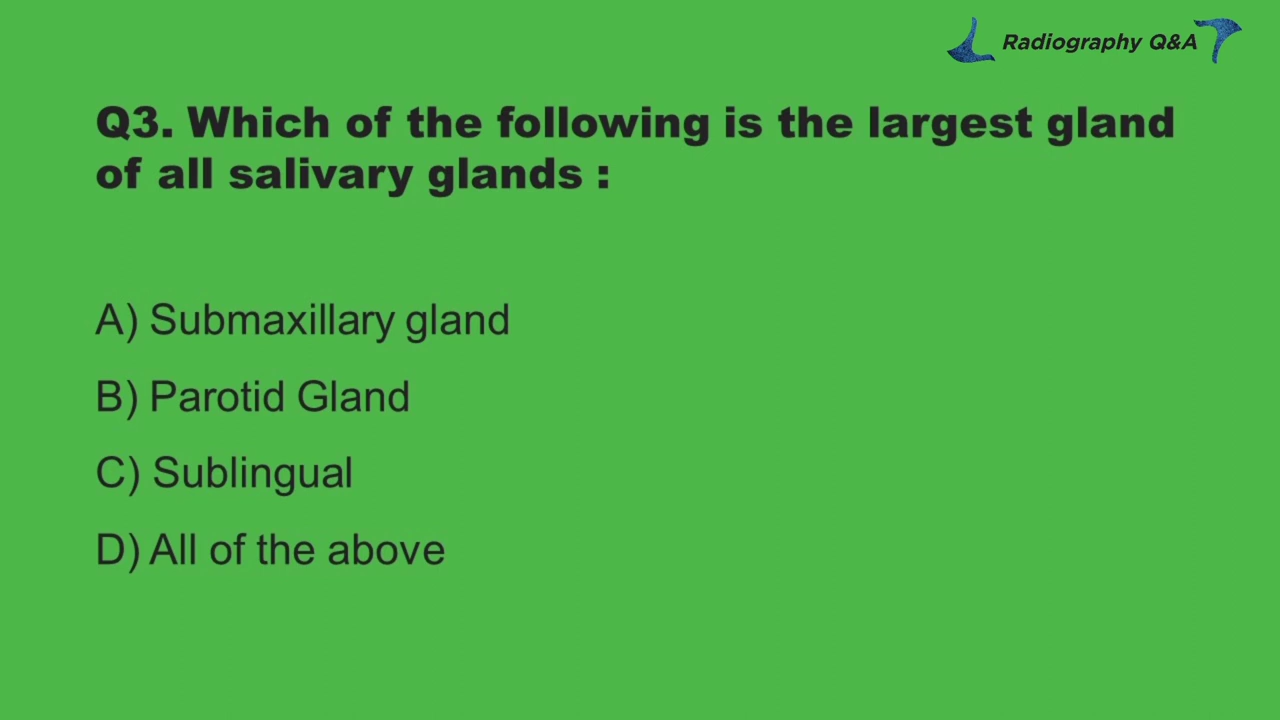 Radiography Q&A
Q3. Which of the following is the largest gland
of all salivary glands :
A) Submaxillary gland
B) Parotid Gland
C) Sublingual
D) All of the above